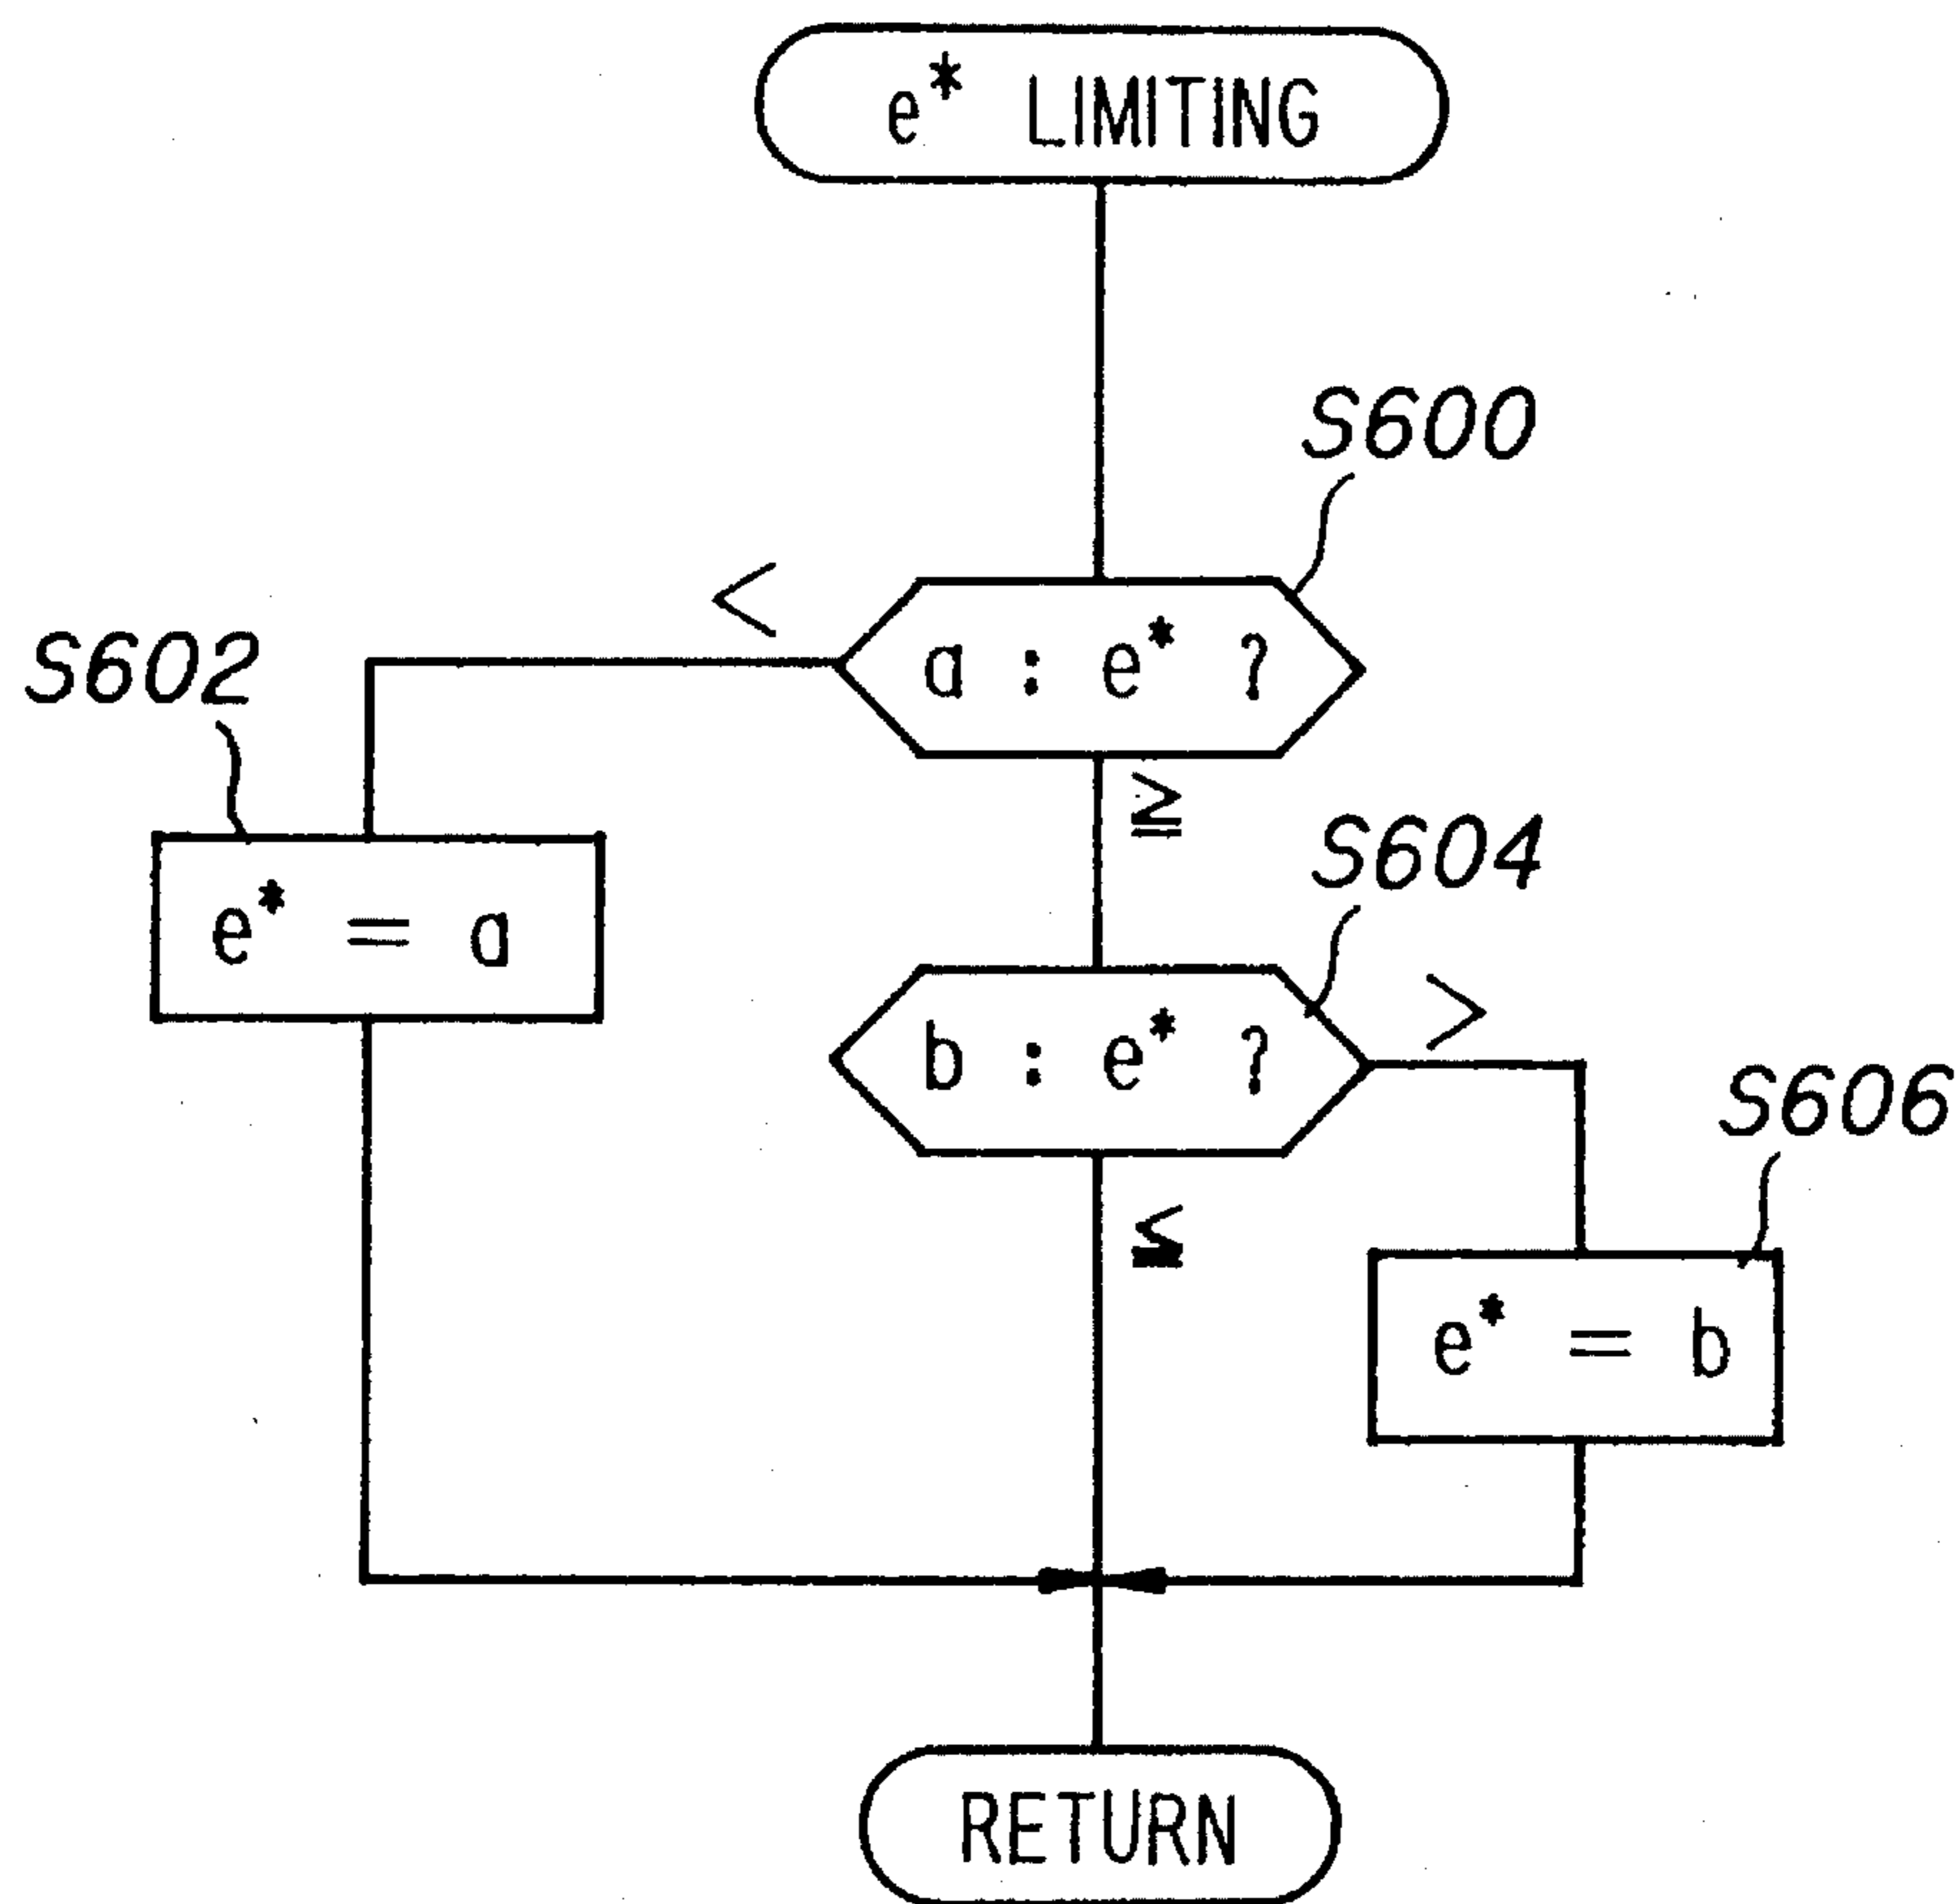 e* LIMITING
S600
<
a : e* ?
S602
≧
e* = a
S604
>
b : e* ?
S606
≦
e* = b
RETURN